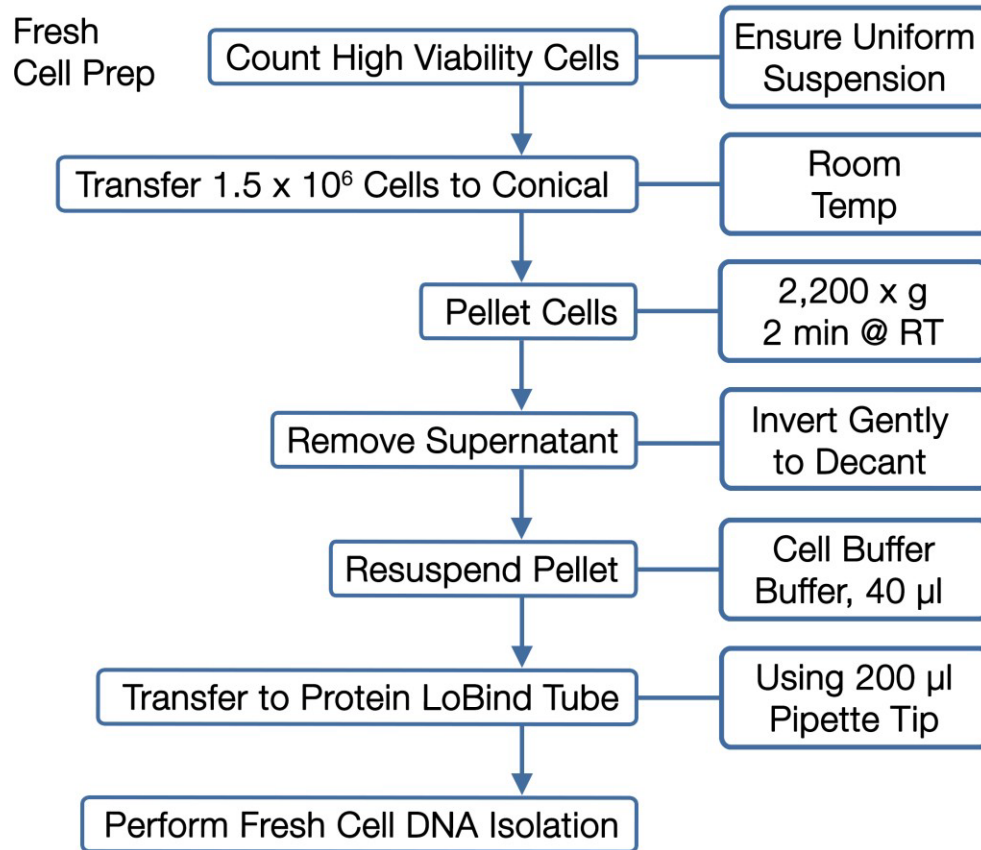 Fresh
Cell Prep
Count High Viability Cells
Ensure Uniform
Suspension
Transfer 1.5 x 10⁶ Cells to Conical
Room
Temp
Pellet Cells
2,200 x g
2 min @ RT
Remove Supernatant
Invert Gently
to Decant
Resuspend Pellet
Cell Buffer
Buffer, 40 µl
Transfer to Protein LoBind Tube
Using 200 µl
Pipette Tip
Perform Fresh Cell DNA Isolation